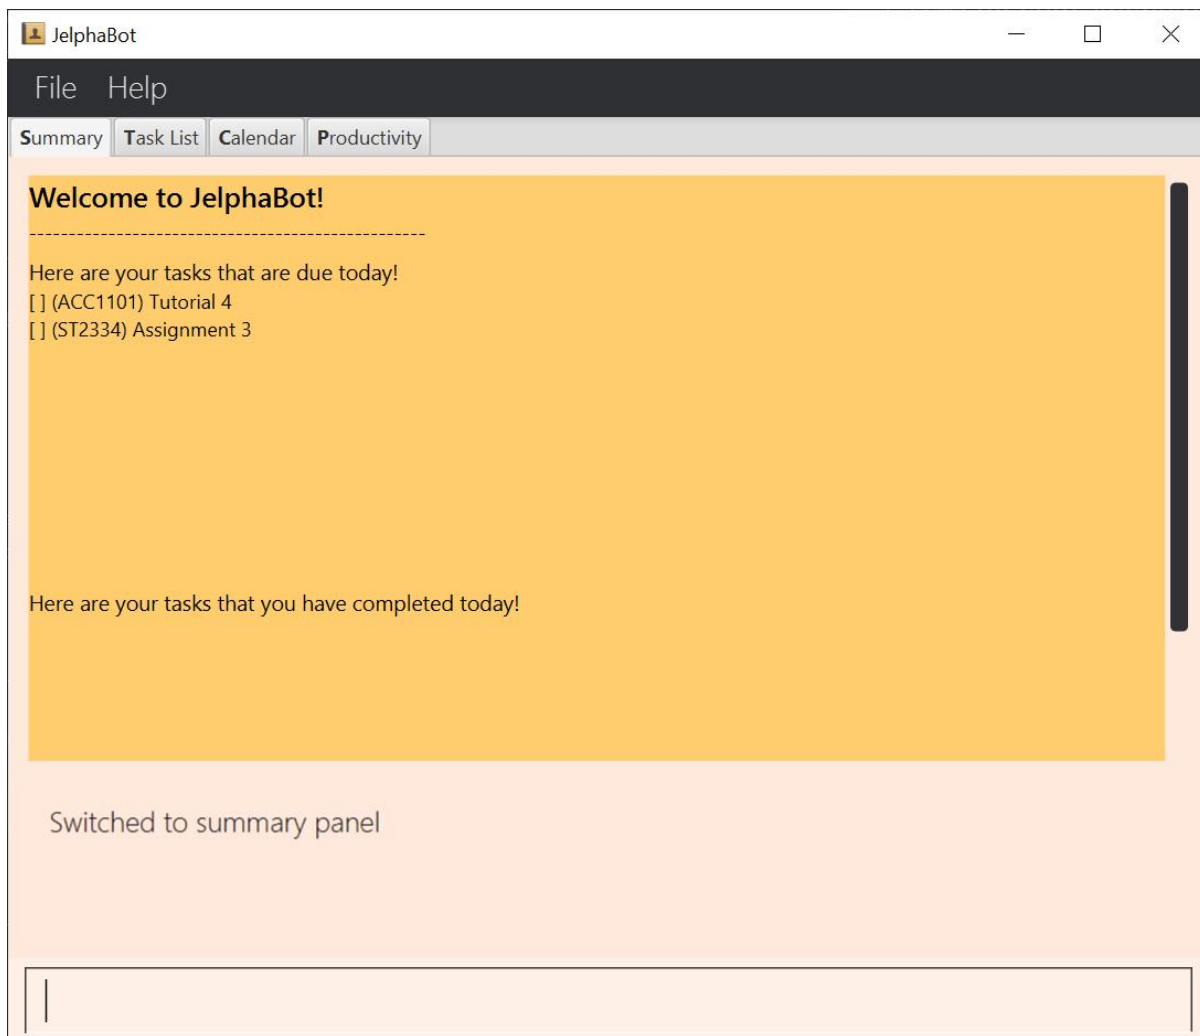 JelphaBot
File Help
Summary Task List Calendar Productivity
Welcome to JelphaBot!
--------------------------------------------------
Here are your tasks that are due today!
[ ] (ACC1101) Tutorial 4
[ ] (ST2334) Assignment 3
Here are your tasks that you have completed today!
Switched to summary panel